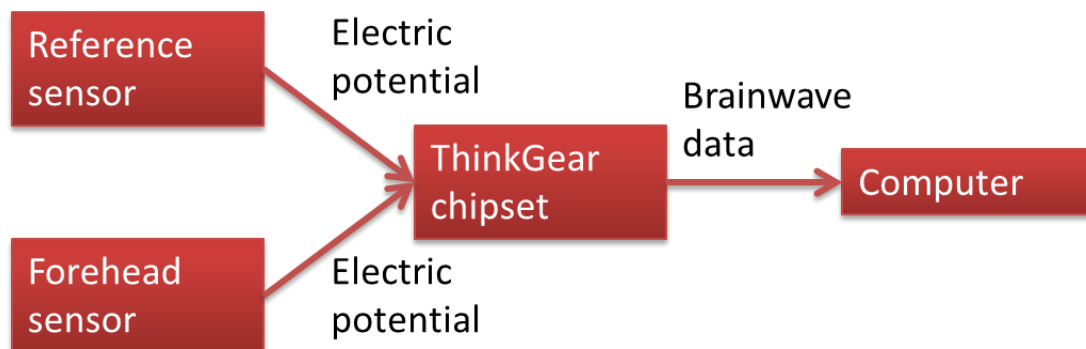 Reference
sensor
Electric
potential
Brainwave
data
ThinkGear
chipset
Computer
Forehead
sensor
Electric
potential